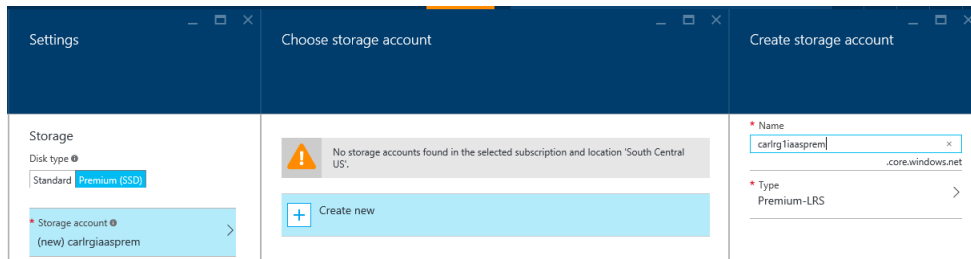 Settings
Storage
Disk type
Standard Premium (SSD)
* Storage account
(new) carlrgiaasprem
Choose storage account
No storage accounts found in the selected subscription and location 'South Central
US'.
Create new
Create storage account
* Name
carlrg1iaasprem
.core.windows.net
* Type
Premium-LRS